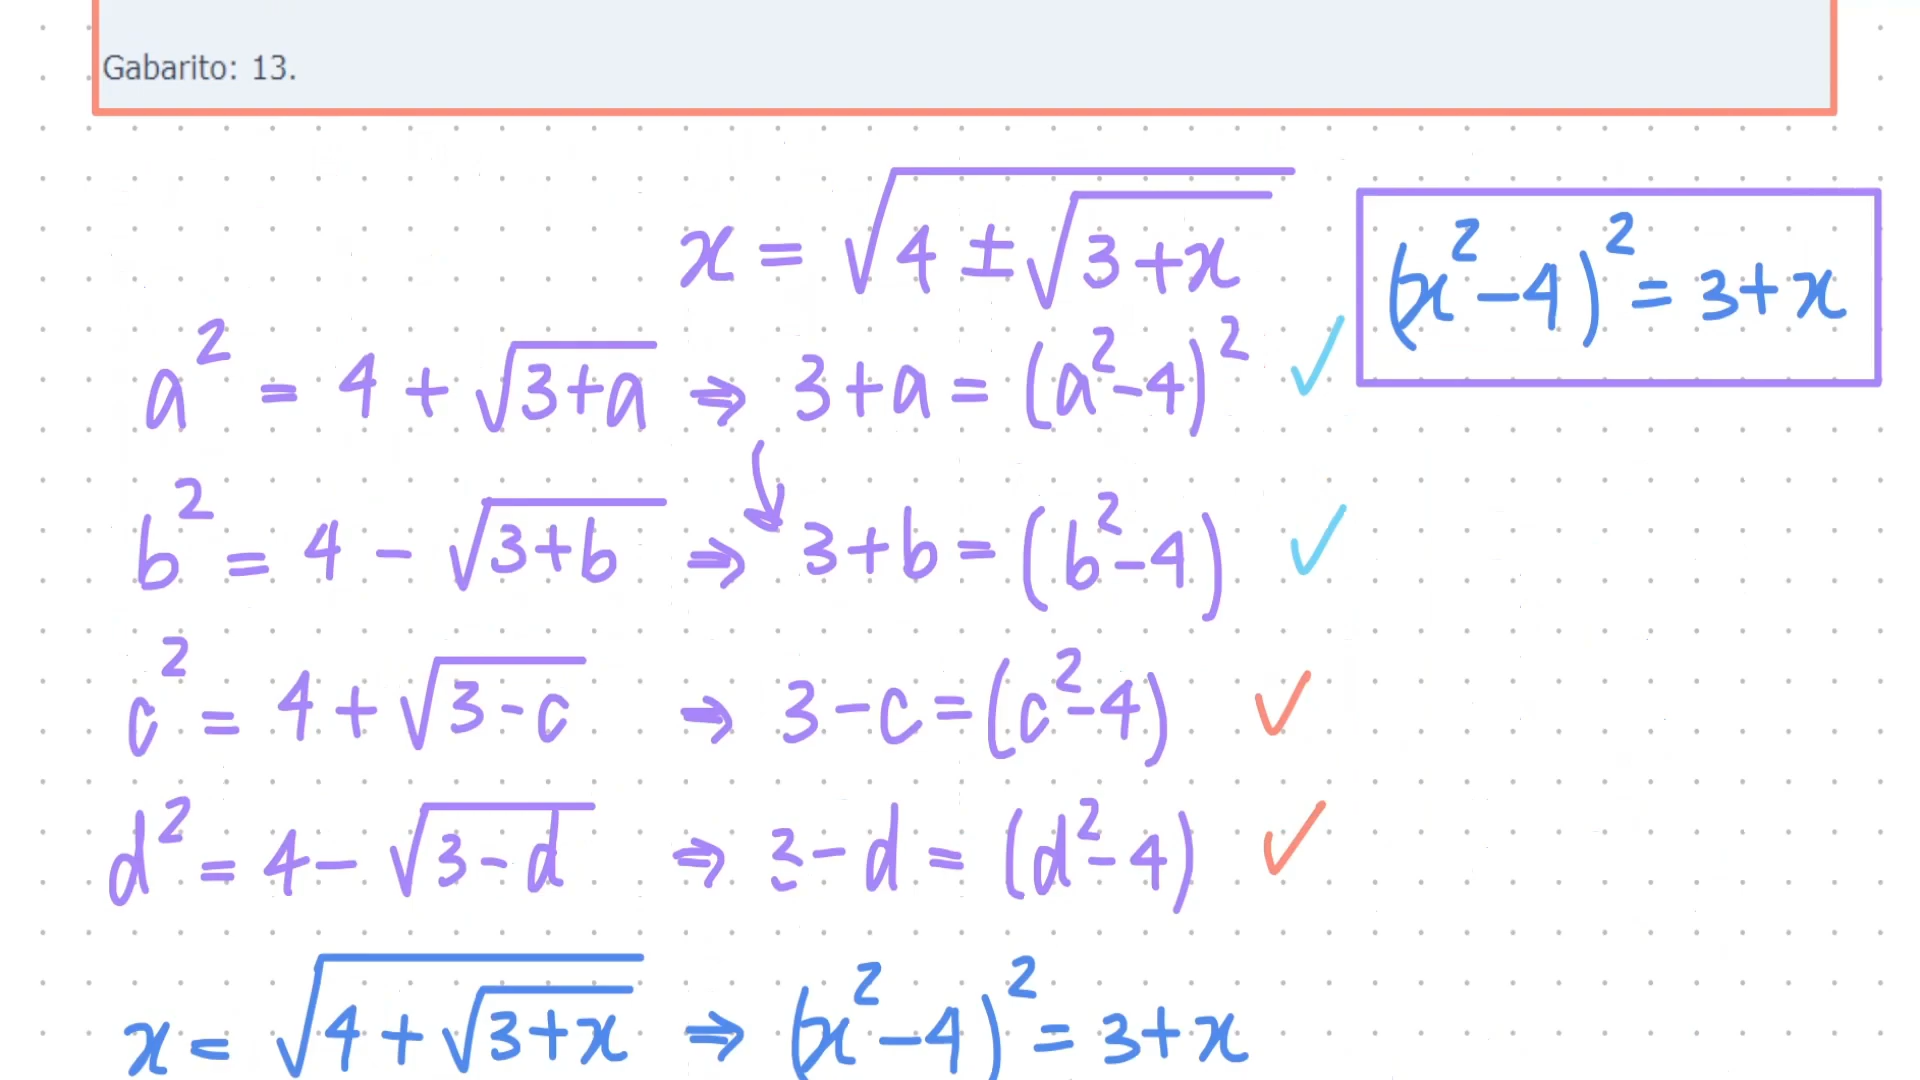 Gabarito: 13.
x = √(4 ± √(3+x))
(x²-4)² = 3+x
a² = 4 + √(3+a) ⇒ 3+a = (a²-4)² ✓
b² = 4 - √(3+b) ⇒ 3+b = (b²-4) ✓
c² = 4 + √(3-c) ⇒ 3-c = (c²-4) ✓
d² = 4 - √(3-d) ⇒ 3-d = (d²-4) ✓
x = √(4 + √(3+x)) ⇒ (x²-4)² = 3+x